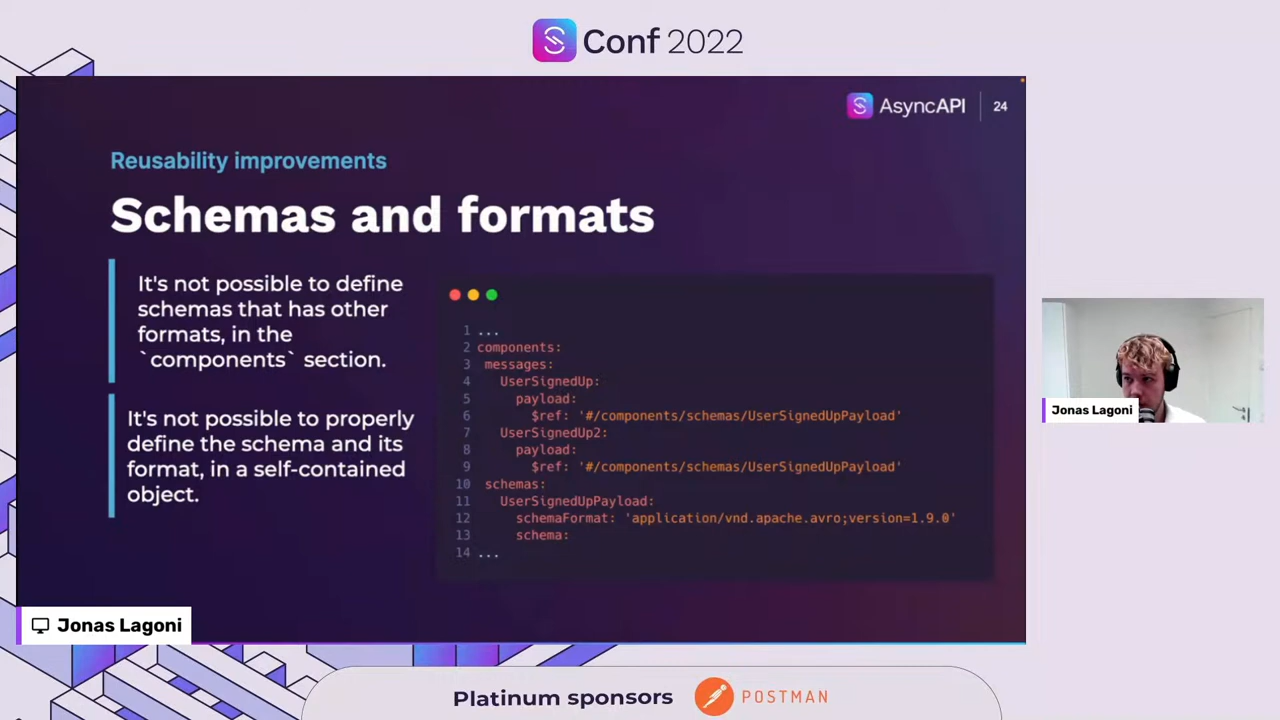 Conf 2022
AsyncAPI
24
Reusability improvements
Schemas and formats
It's not possible to define
schemas that has other
formats, in the
`components` section.
It's not possible to properly
define the schema and its
format, in a self-contained
object.
1 ...
2 components:
3 messages:
4 UserSignedUp:
5 payload:
6 $ref: '#/components/schemas/UserSignedUpPayload'
7 UserSignedUp2:
8 payload:
9 $ref: '#/components/schemas/UserSignedUpPayload'
10 schemas:
11 UserSignedUpPayload:
12 schemaFormat: 'application/vnd.apache.avro;version=1.9.0'
13 schema:
14 ...
Jonas Lagoni
Jonas Lagoni
Platinum sponsors
POSTMAN